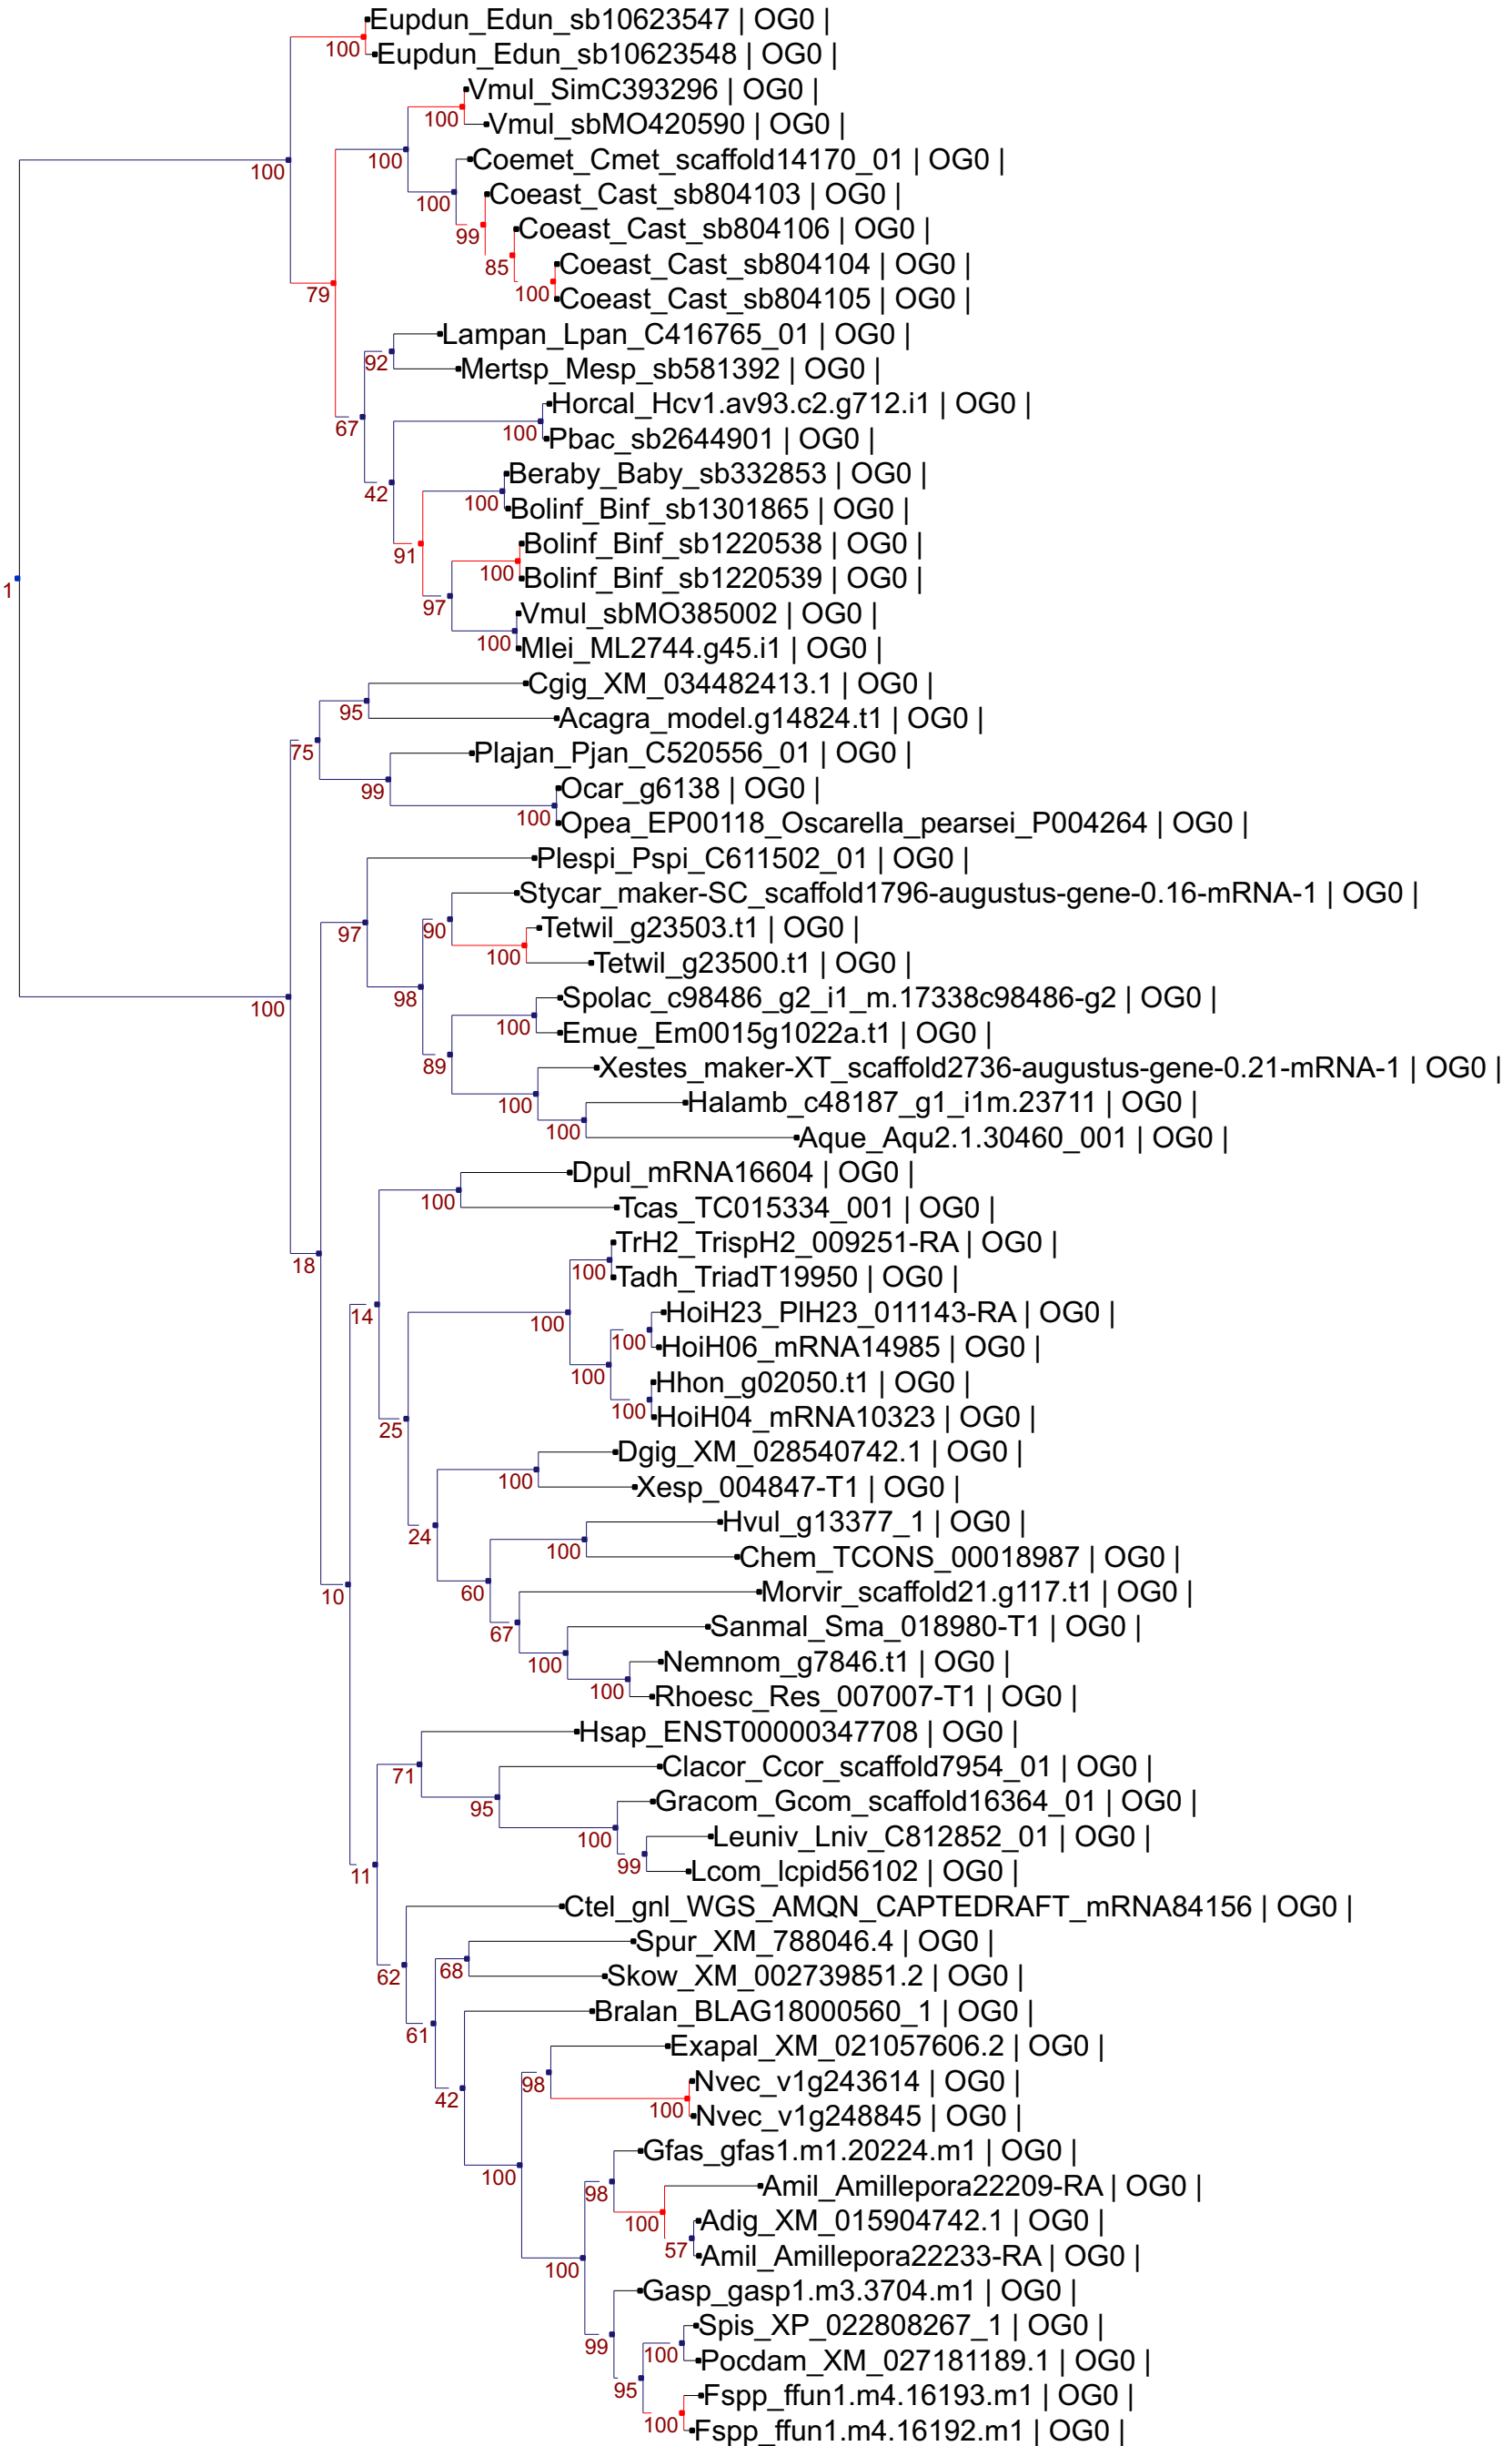 Eupdun_Edun_sb10623547 | OG0 |
100
Eupdun_Edun_sb10623548 | OG0 |
Vmul_SimC393296 | OG0 |
100
Vmul_sbMO420590 | OG0 |
100
100
Coemet_Cmet_scaffold14170_01 | OG0 |
100
Coeast_Cast_sb804103 | OG0 |
99
Coeast_Cast_sb804106 | OG0 |
85
Coeast_Cast_sb804104 | OG0 |
79
100
Coeast_Cast_sb804105 | OG0 |
Lampan_Lpan_C416765_01 | OG0 |
92
Mertsp_Mesp_sb581392 | OG0 |
Horcal_Hcv1.av93.c2.g712.i1 | OG0 |
67
100
Pbac_sb2644901 | OG0 |
Beraby_Baby_sb332853 | OG0 |
42
100
Bolinf_Binf_sb1301865 | OG0 |
Bolinf_Binf_sb1220538 | OG0 |
91
100
Bolinf_Binf_sb1220539 | OG0 |
1
97
Vmul_sbMO385002 | OG0 |
100
Mlei_ML2744.g45.i1 | OG0 |
Cgig_XM_034482413.1 | OG0 |
95
Acagra_model.g14824.t1 | OG0 |
75
Plajan_Pjan_C520556_01 | OG0 |
99
Ocar_g6138 | OG0 |
100
Opea_EP00118_Oscarella_pearsei_P004264 | OG0 |
Plespi_Pspi_C611502_01 | OG0 |
Stycar_maker-SC_scaffold1796-augustus-gene-0.16-mRNA-1 | OG0 |
97
90
Tetwil_g23503.t1 | OG0 |
100
Tetwil_g23500.t1 | OG0 |
100
98
Spolac_c98486_g2_i1_m.17338c98486-g2 | OG0 |
100
Emue_Em0015g1022a.t1 | OG0 |
89
Xestes_maker-XT_scaffold2736-augustus-gene-0.21-mRNA-1 | OG0 |
100
Halamb_c48187_g1_i1m.23711 | OG0 |
100
Aque_Aqu2.1.30460_001 | OG0 |
Dpul_mRNA16604 | OG0 |
100
Tcas_TC015334_001 | OG0 |
18
TrH2_TrispH2_009251-RA | OG0 |
100
Tadh_TriadT19950 | OG0 |
14
100
HoiH23_PlH23_011143-RA | OG0 |
100
HoiH06_mRNA14985 | OG0 |
100
Hhon_g02050.t1 | OG0 |
25
100
HoiH04_mRNA10323 | OG0 |
Dgig_XM_028540742.1 | OG0 |
100
Xesp_004847-T1 | OG0 |
24
Hvul_g13377_1 | OG0 |
100
Chem_TCONS_00018987 | OG0 |
10
60
Morvir_scaffold21.g117.t1 | OG0 |
67
Sanmal_Sma_018980-T1 | OG0 |
100
Nemnom_g7846.t1 | OG0 |
100
Rhoesc_Res_007007-T1 | OG0 |
Hsap_ENST00000347708 | OG0 |
71
Clacor_Ccor_scaffold7954_01 | OG0 |
95
Gracom_Gcom_scaffold16364_01 | OG0 |
100
Leuniv_Lniv_C812852_01 | OG0 |
11
99
Lcom_lcpid56102 | OG0 |
Ctel_gnl_WGS_AMQN_CAPTEDRAFT_mRNA84156 | OG0 |
Spur_XM_788046.4 | OG0 |
62
68
Skow_XM_002739851.2 | OG0 |
Bralan_BLAG18000560_1 | OG0 |
61
Exapal_XM_021057606.2 | OG0 |
98
Nvec_v1g243614 | OG0 |
42
100
Nvec_v1g248845 | OG0 |
Gfas_gfas1.m1.20224.m1 | OG0 |
100
98
Amil_Amillepora22209-RA | OG0 |
100
Adig_XM_015904742.1 | OG0 |
57
Amil_Amillepora22233-RA | OG0 |
100
Gasp_gasp1.m3.3704.m1 | OG0 |
99
Spis_XP_022808267_1 | OG0 |
100
Pocdam_XM_027181189.1 | OG0 |
95
Fspp_ffun1.m4.16193.m1 | OG0 |
100
Fspp_ffun1.m4.16192.m1 | OG0 |